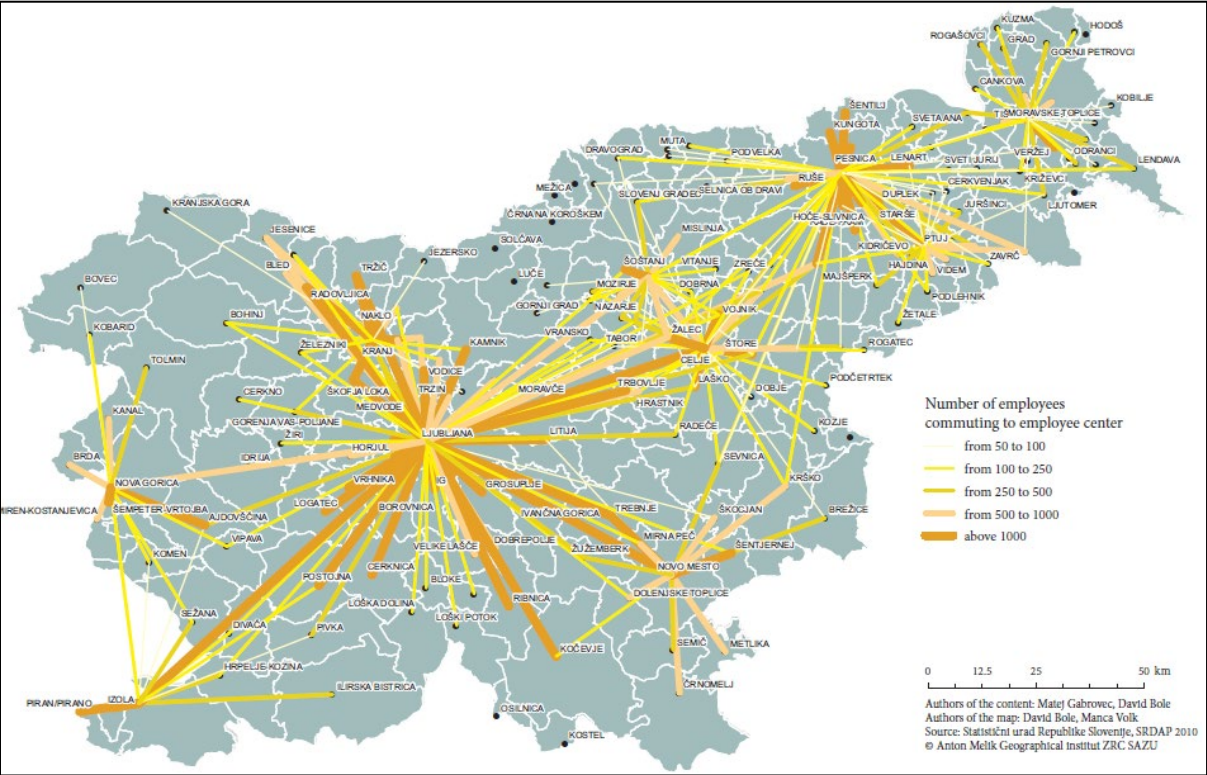 KUZMA
HODOŠ
ROGAŠOVCI
GRAD
GORNJI PETROVCI
CANKOVA
KOBILJE
ŠENTILJ
KUNGOTA
SVETA ANA
MORAVSKE TOPLICE
MUTA
DRAVOGRAD
PODVELKA
PESNICA
LENART
SVETI JURIJ
VERŽEJ
ODRANCI
LENDAVA
RUŠE
MEŽICA
SLOVENJ GRADEC
SELNICA OB DRAVI
DUPLEK
CERKVENJAK
KRIŽEVCI
LJUTOMER
KRANJSKA GORA
ČRNA NA KOROŠKEM
HOČE-SLIVNICA
STARŠE
JURŠINCI
JESENICE
MISLINJA
SOLČAVA
KIDRIČEVO
PTUJ
BLED
TRŽIČ
JEZERSKO
ŠOŠTANJ
VITANJE
ZREČE
HAJDINA
ZAVRČ
BOVEC
LUČE
MOZIRJE
DOBRNA
MAJŠPERK
VIDEM
RADOVLJICA
PODLEHNIK
NAKLO
GORNJI GRAD
NAZARJE
VOJNIK
ŽETALE
KOBARID
BOHINJ
VRANSKO
TABOR
ŽALEC
ŠTORE
ROGATEC
TOLMIN
ŽELEZNIKI
KRANJ
KAMNIK
CELJE
VODICE
LAŠKO
PODČETRTEK
CERKNO
ŠKOFJA LOKA
TRZIN
MORAVČE
TRBOVLJE
DOBJE
MEDVODE
HRASTNIK
KANAL
GORENJA VAS-POLJANE
ŽIRI
LJUBLJANA
LITIJA
RADEČE
KOZJE
BRDA
IDRIJA
HORJUL
SEVNICA
NOVA GORICA
VRHNIKA
IG
GROSUPLJE
KRŠKO
MIREN-KOSTANJEVICA
ŠEMPETER-VRTOJBA
AJDOVŠČINA
LOGATEC
BOROVNICA
IVANČNA GORICA
TREBNJE
ŠKOCJAN
BREŽICE
VIPAVA
VELIKE LAŠČE
DOBREPOLJE
MIRNA PEČ
KOMEN
ŽUŽEMBERK
ŠENTJERNEJ
CERKNICA
NOVO MESTO
POSTOJNA
BLOKE
RIBNICA
DOLENJSKE TOPLICE
SEŽANA
LOŠKA DOLINA
LOŠKI POTOK
DIVAČA
PIVKA
KOČEVJE
SEMIČ
METLIKA
HRPELJE-KOZINA
ILIRSKA BISTRICA
ČRNOMELJ
PIRAN/PIRANO
IZOLA
OSILNICA
KOSTEL
Number of employees
commuting to employee center
from 50 to 100
from 100 to 250
from 250 to 500
from 500 to 1000
above 1000
0 12.5 25 50 km
Authors of the content: Matej Gabrovec, David Bole
Authors of the map: David Bole, Manca Volk
Source: Statistični urad Republike Slovenije, SRDAP 2010
© Anton Melik Geographical institut ZRC SAZU